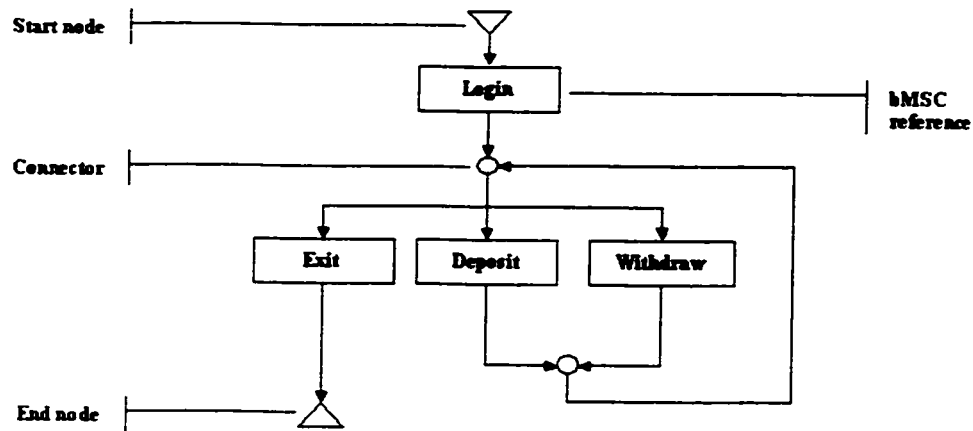 Start node
Login
bMSC
reference
Connector
Exit
Deposit
Withdraw
End node